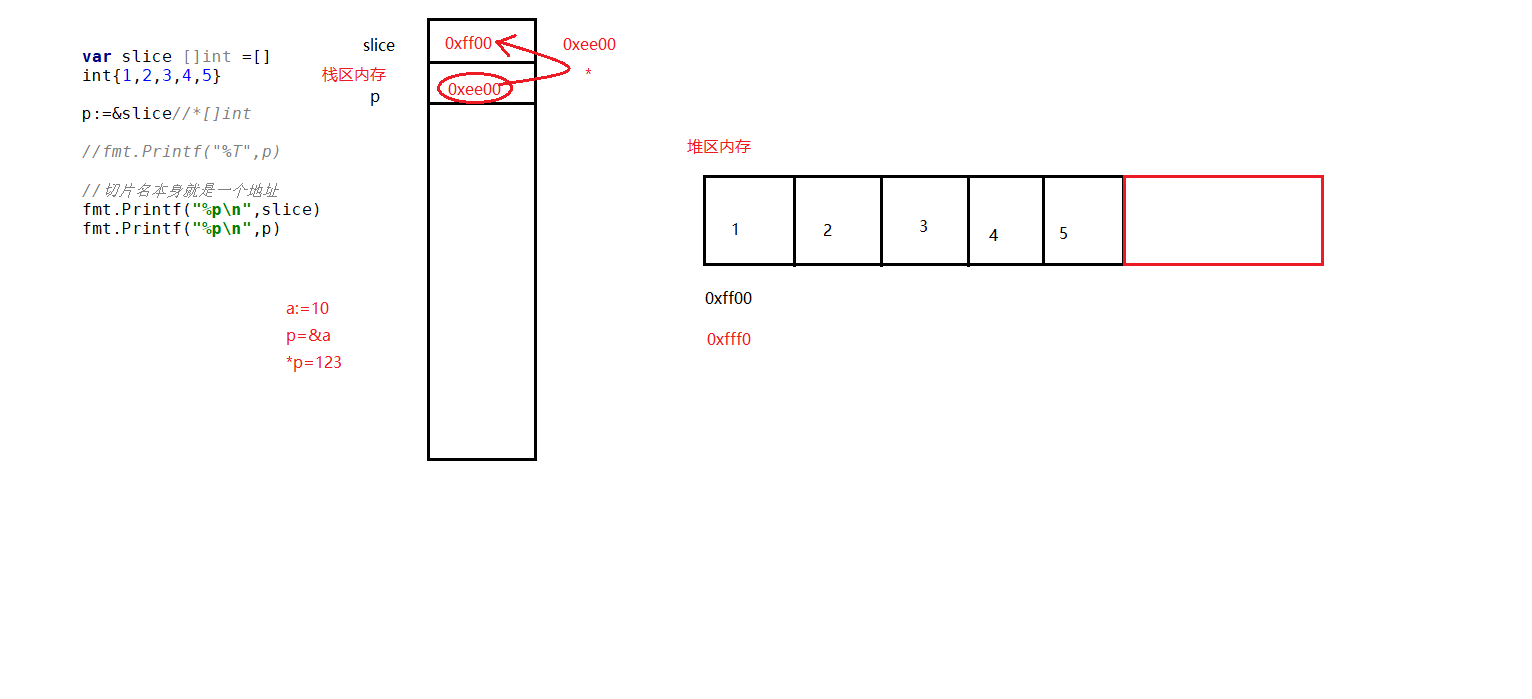 var slice []int =[]
int{1,2,3,4,5}
p:=&slice//*[]int
//fmt.Printf("%T",p)
//切片名本身就是一个地址
fmt.Printf("%p\n",slice)
fmt.Printf("%p\n",p)
a:=10
p=&a
*p=123
slice
栈区内存
p
0xff00
0xee00
0xee00
*
堆区内存
1 2 3 4 5
0xff00
0xfff0